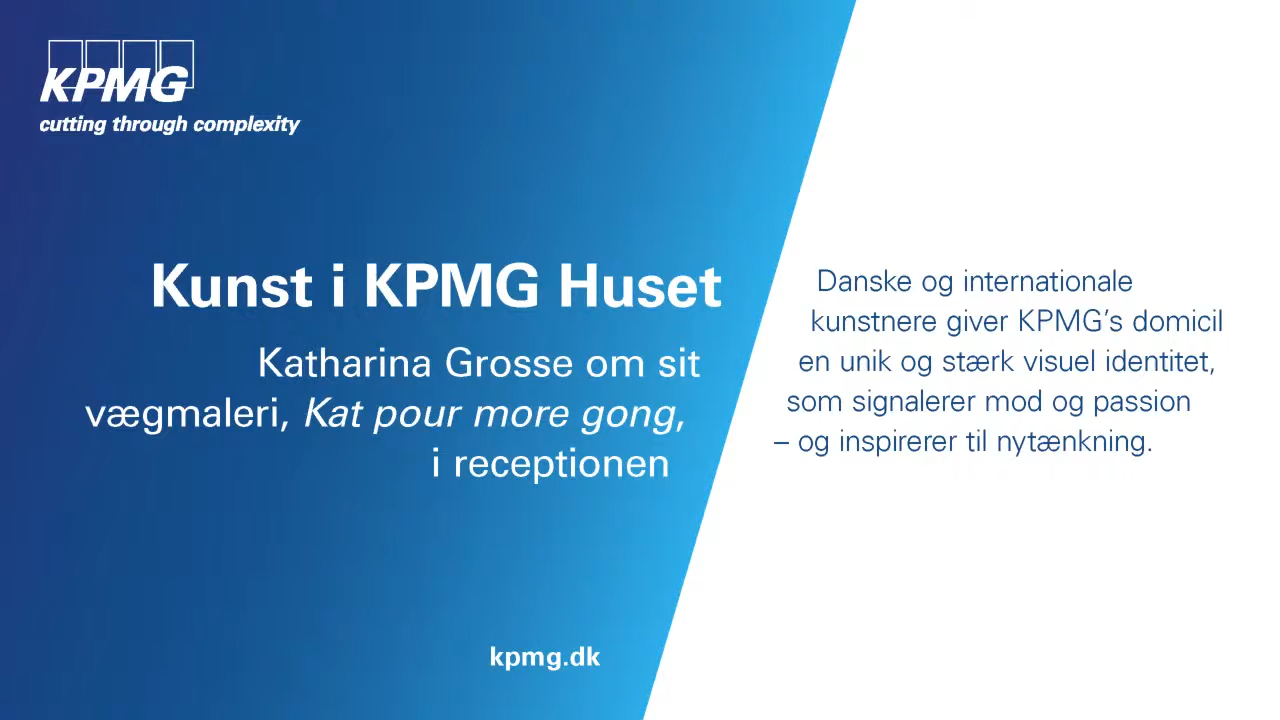 KPMG
cutting through complexity
Kunst i KPMG Huset
Katharina Grosse om sit
vægmaleri, Kat pour more gong,
i receptionen
Danske og internationale
kunstnere giver KPMG's domicil
en unik og stærk visuel identitet,
som signalerer mod og passion
– og inspirerer til nytænkning.
kpmg.dk